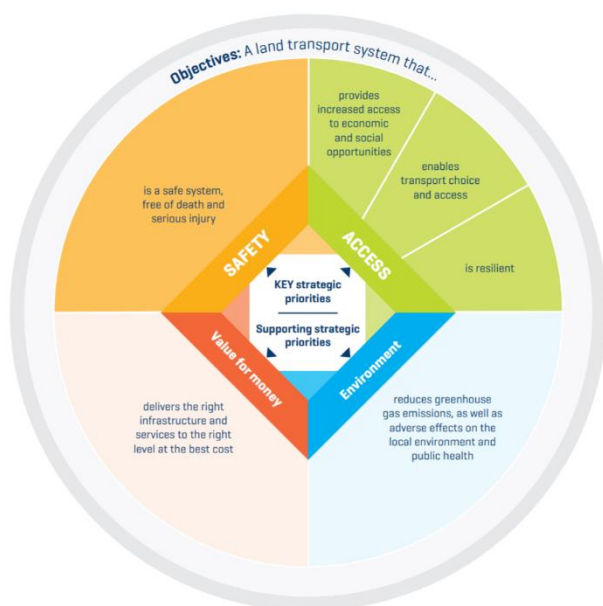 Objectives: A land transport system that...
provides
increased access
to economic
and social
opportunities
enables
transport choice
and access
is resilient
is a safe system,
free of death and
serious injury
SAFETY
ACCESS
KEY strategic
priorities
Supporting strategic
priorities
Value for money
Environment
delivers the right
infrastructure and
services to the right
level at the best cost
reduces greenhouse
gas emissions, as well as
adverse effects on the
local environment and
public health